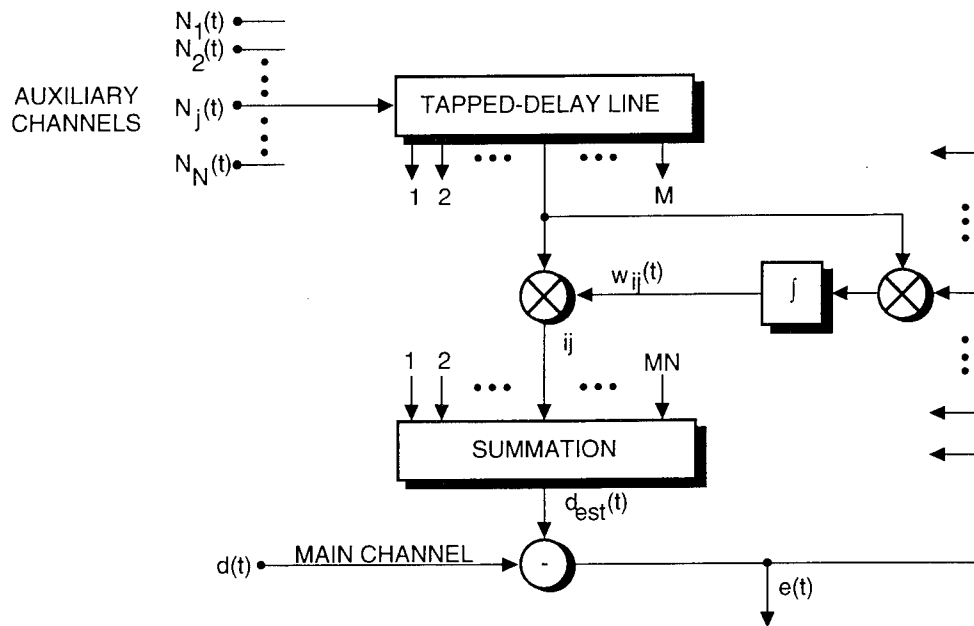 N1(t)
N2(t)
AUXILIARY
CHANNELS
Nj(t)
NN(t)
TAPPED-DELAY LINE
1 2 M
wij(t)
∫
ij
1 2 MN
SUMMATION
dest(t)
d(t)
MAIN CHANNEL
-
e(t)